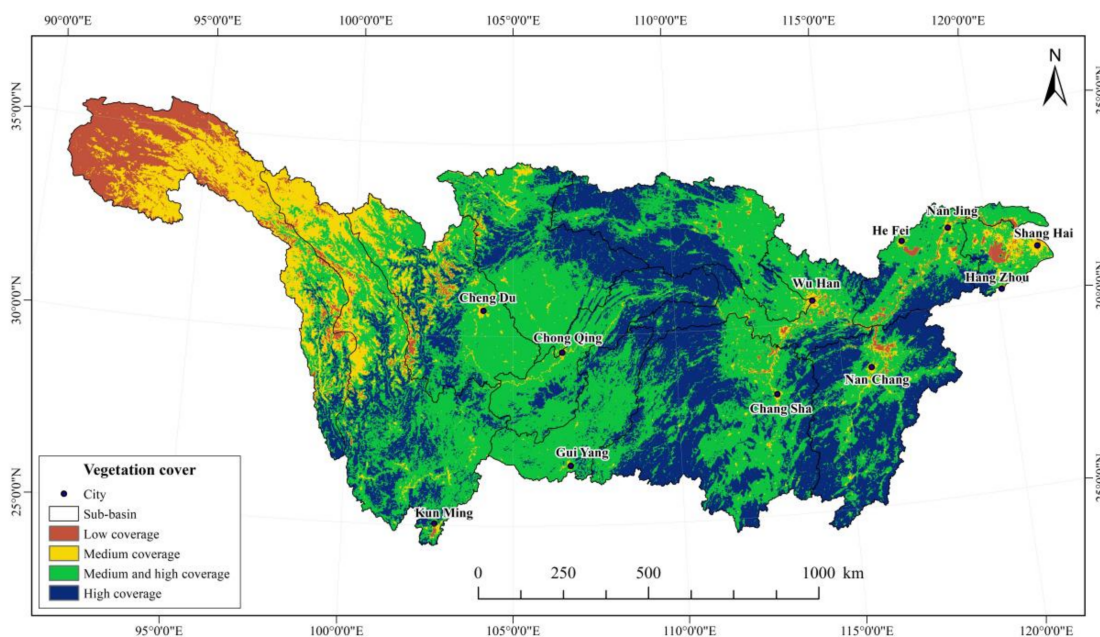 90°0'0"E 95°0'0"E 100°0'0"E 105°0'0"E 110°0'0"E 115°0'0"E 120°0'0"E
N
35°0'0"N
30°0'0"N
25°0'0"N
Nan Jing
He Fei
Shang Hai
Hang Zhou
Wu Han
Cheng Du
Chong Qing
Nan Chang
Chang Sha
Gui Yang
Kun Ming
Vegetation cover
City
Sub-basin
Low coverage
Medium coverage
Medium and high coverage
High coverage
0 250 500 1000 km
95°0'0"E 100°0'0"E 105°0'0"E 110°0'0"E 115°0'0"E 120°0'0"E